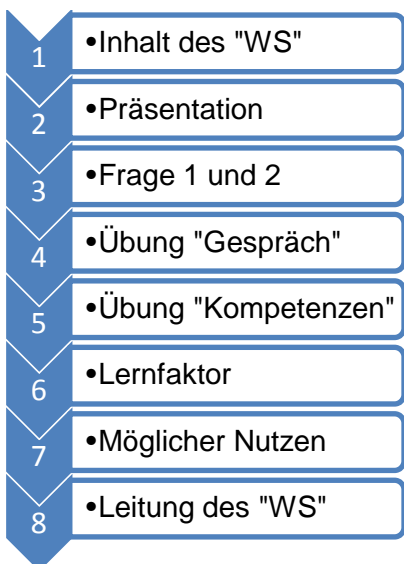 1 •Inhalt des "WS"
2 •Präsentation
3 •Frage 1 und 2
4 •Übung "Gespräch"
5 •Übung "Kompetenzen"
6 •Lernfaktor
7 •Möglicher Nutzen
8 •Leitung des "WS"